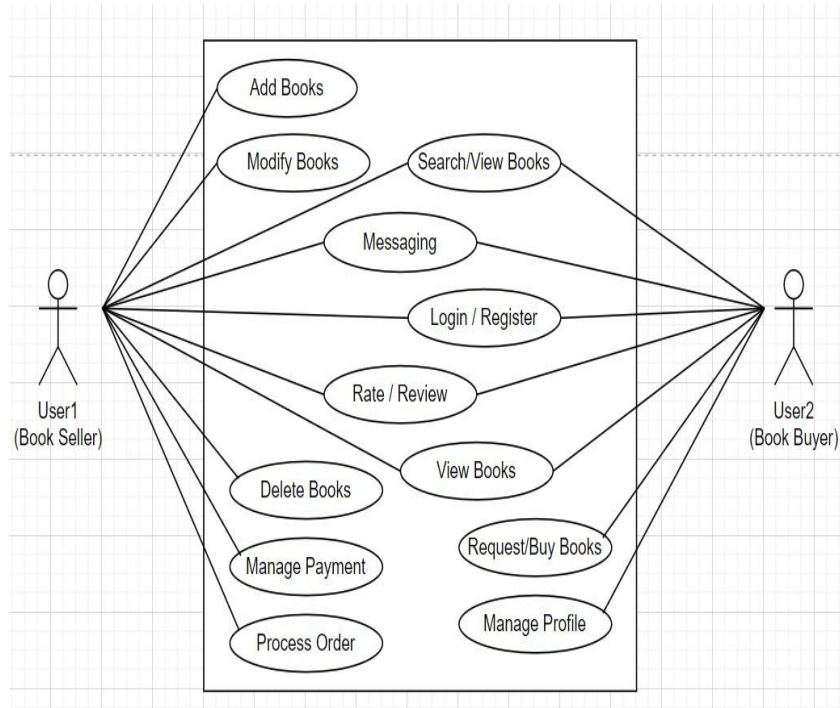 Add Books
Modify Books
Search/View Books
Messaging
Login / Register
Rate / Review
User1
(Book Seller)
User2
(Book Buyer)
View Books
Delete Books
Request/Buy Books
Manage Payment
Manage Profile
Process Order